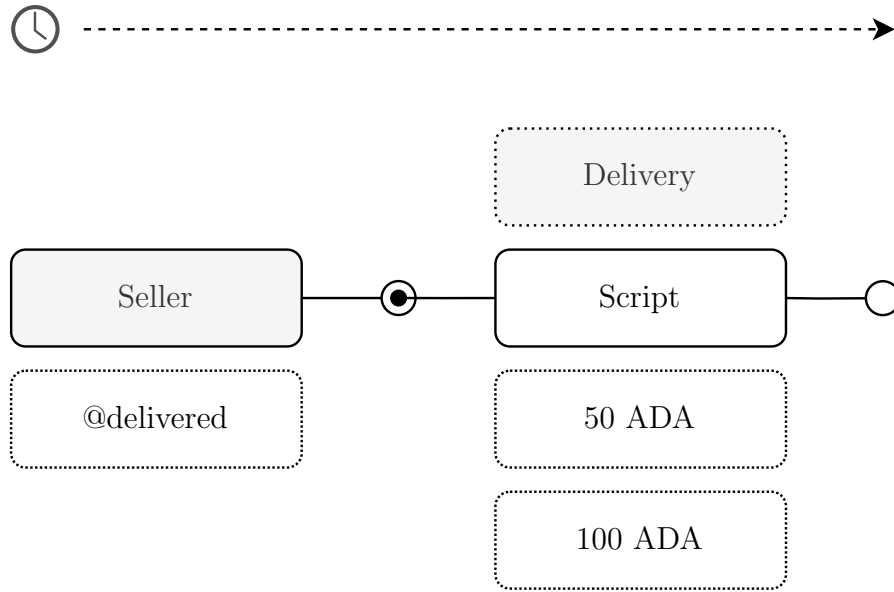 Delivery
Seller
Script
@delivered
50 ADA
100 ADA